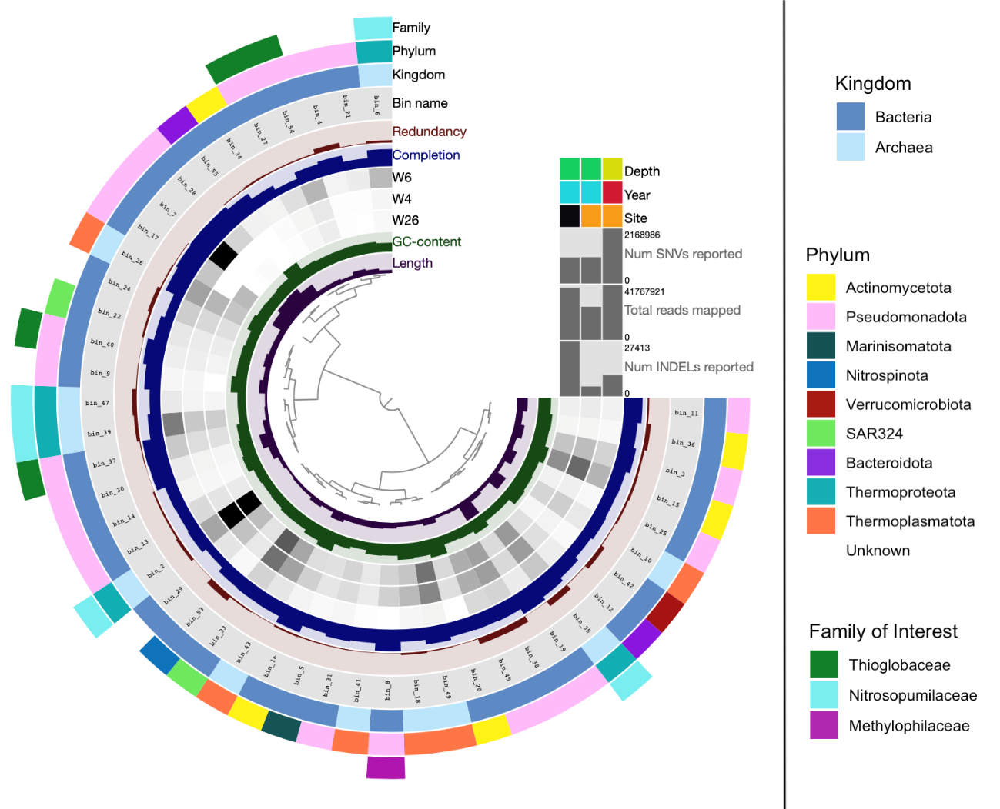 Family
Phylum
Kingdom
Bin name
Redundancy
Completion
W6
W4
W26
GC-content
Length
bin_6
bin_21
bin_4
bin_54
bin_27
bin_34
bin_55
bin_28
bin_7
bin_17
bin_26
bin_24
bin_22
bin_40
bin_9
bin_47
bin_39
bin_37
bin_30
bin_14
bin_13
bin_2
bin_29
bin_53
bin_33
bin_43
bin_16
bin_5
bin_31
bin_41
bin_8
bin_18
bin_49
bin_20
bin_45
bin_38
bin_19
bin_35
bin_12
bin_42
bin_10
bin_25
bin_15
bin_3
bin_36
bin_11
Depth
Year
Site
2168986
Num SNVs reported
0
41767921
Total reads mapped
0
27413
Num INDELs reported
0
Kingdom
Bacteria
Archaea
Phylum
Actinomycetota
Pseudomonadota
Marinisomatota
Nitrospinota
Verrucomicrobiota
SAR324
Bacteroidota
Thermoproteota
Thermoplasmatota
Unknown
Family of Interest
Thioglobaceae
Nitrosopumilaceae
Methylophilaceae